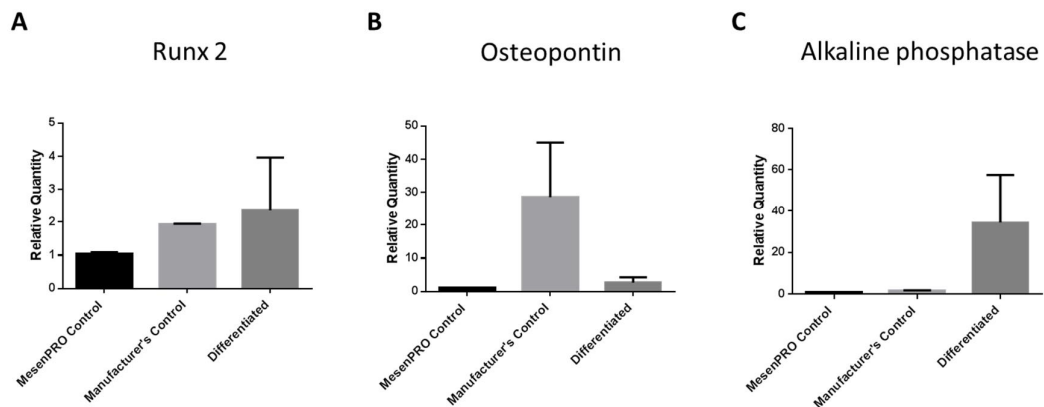 A
Runx 2
Relative Quantity
5
4
3
2
1
0
MesenPRO Control
Manufacturer's Control
Differentiated
B
Osteopontin
Relative Quantity
50
40
30
20
10
0
MesenPRO Control
Manufacturer's Control
Differentiated
C
Alkaline phosphatase
Relative Quantity
80
60
40
20
0
MesenPRO Control
Manufacturer's Control
Differentiated